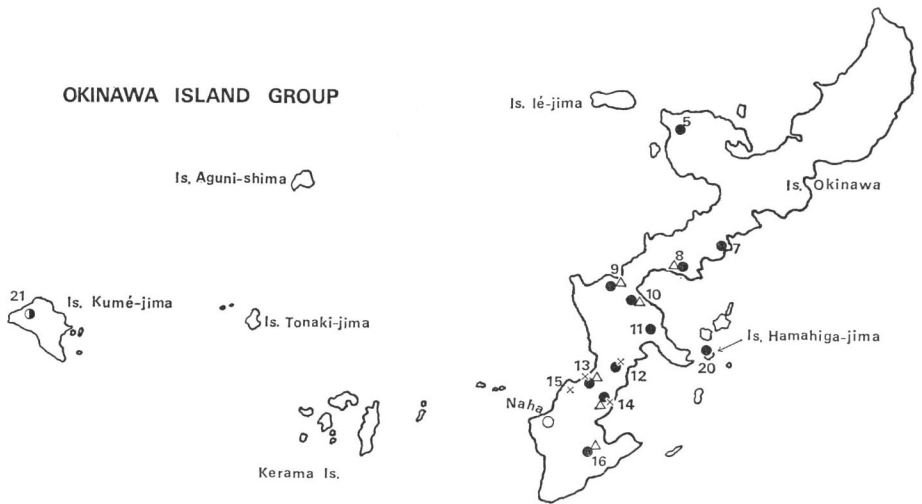 OKINAWA ISLAND GROUP
Is. Ié-jima
5
Is. Aguni-shima
Is. Okinawa
7
8
9
21
Is. Kumé-jima
10
Is. Tonaki-jima
11
Is. Hamahiga-jima
20
13
12
15
Naha
14
16
Kerama Is.